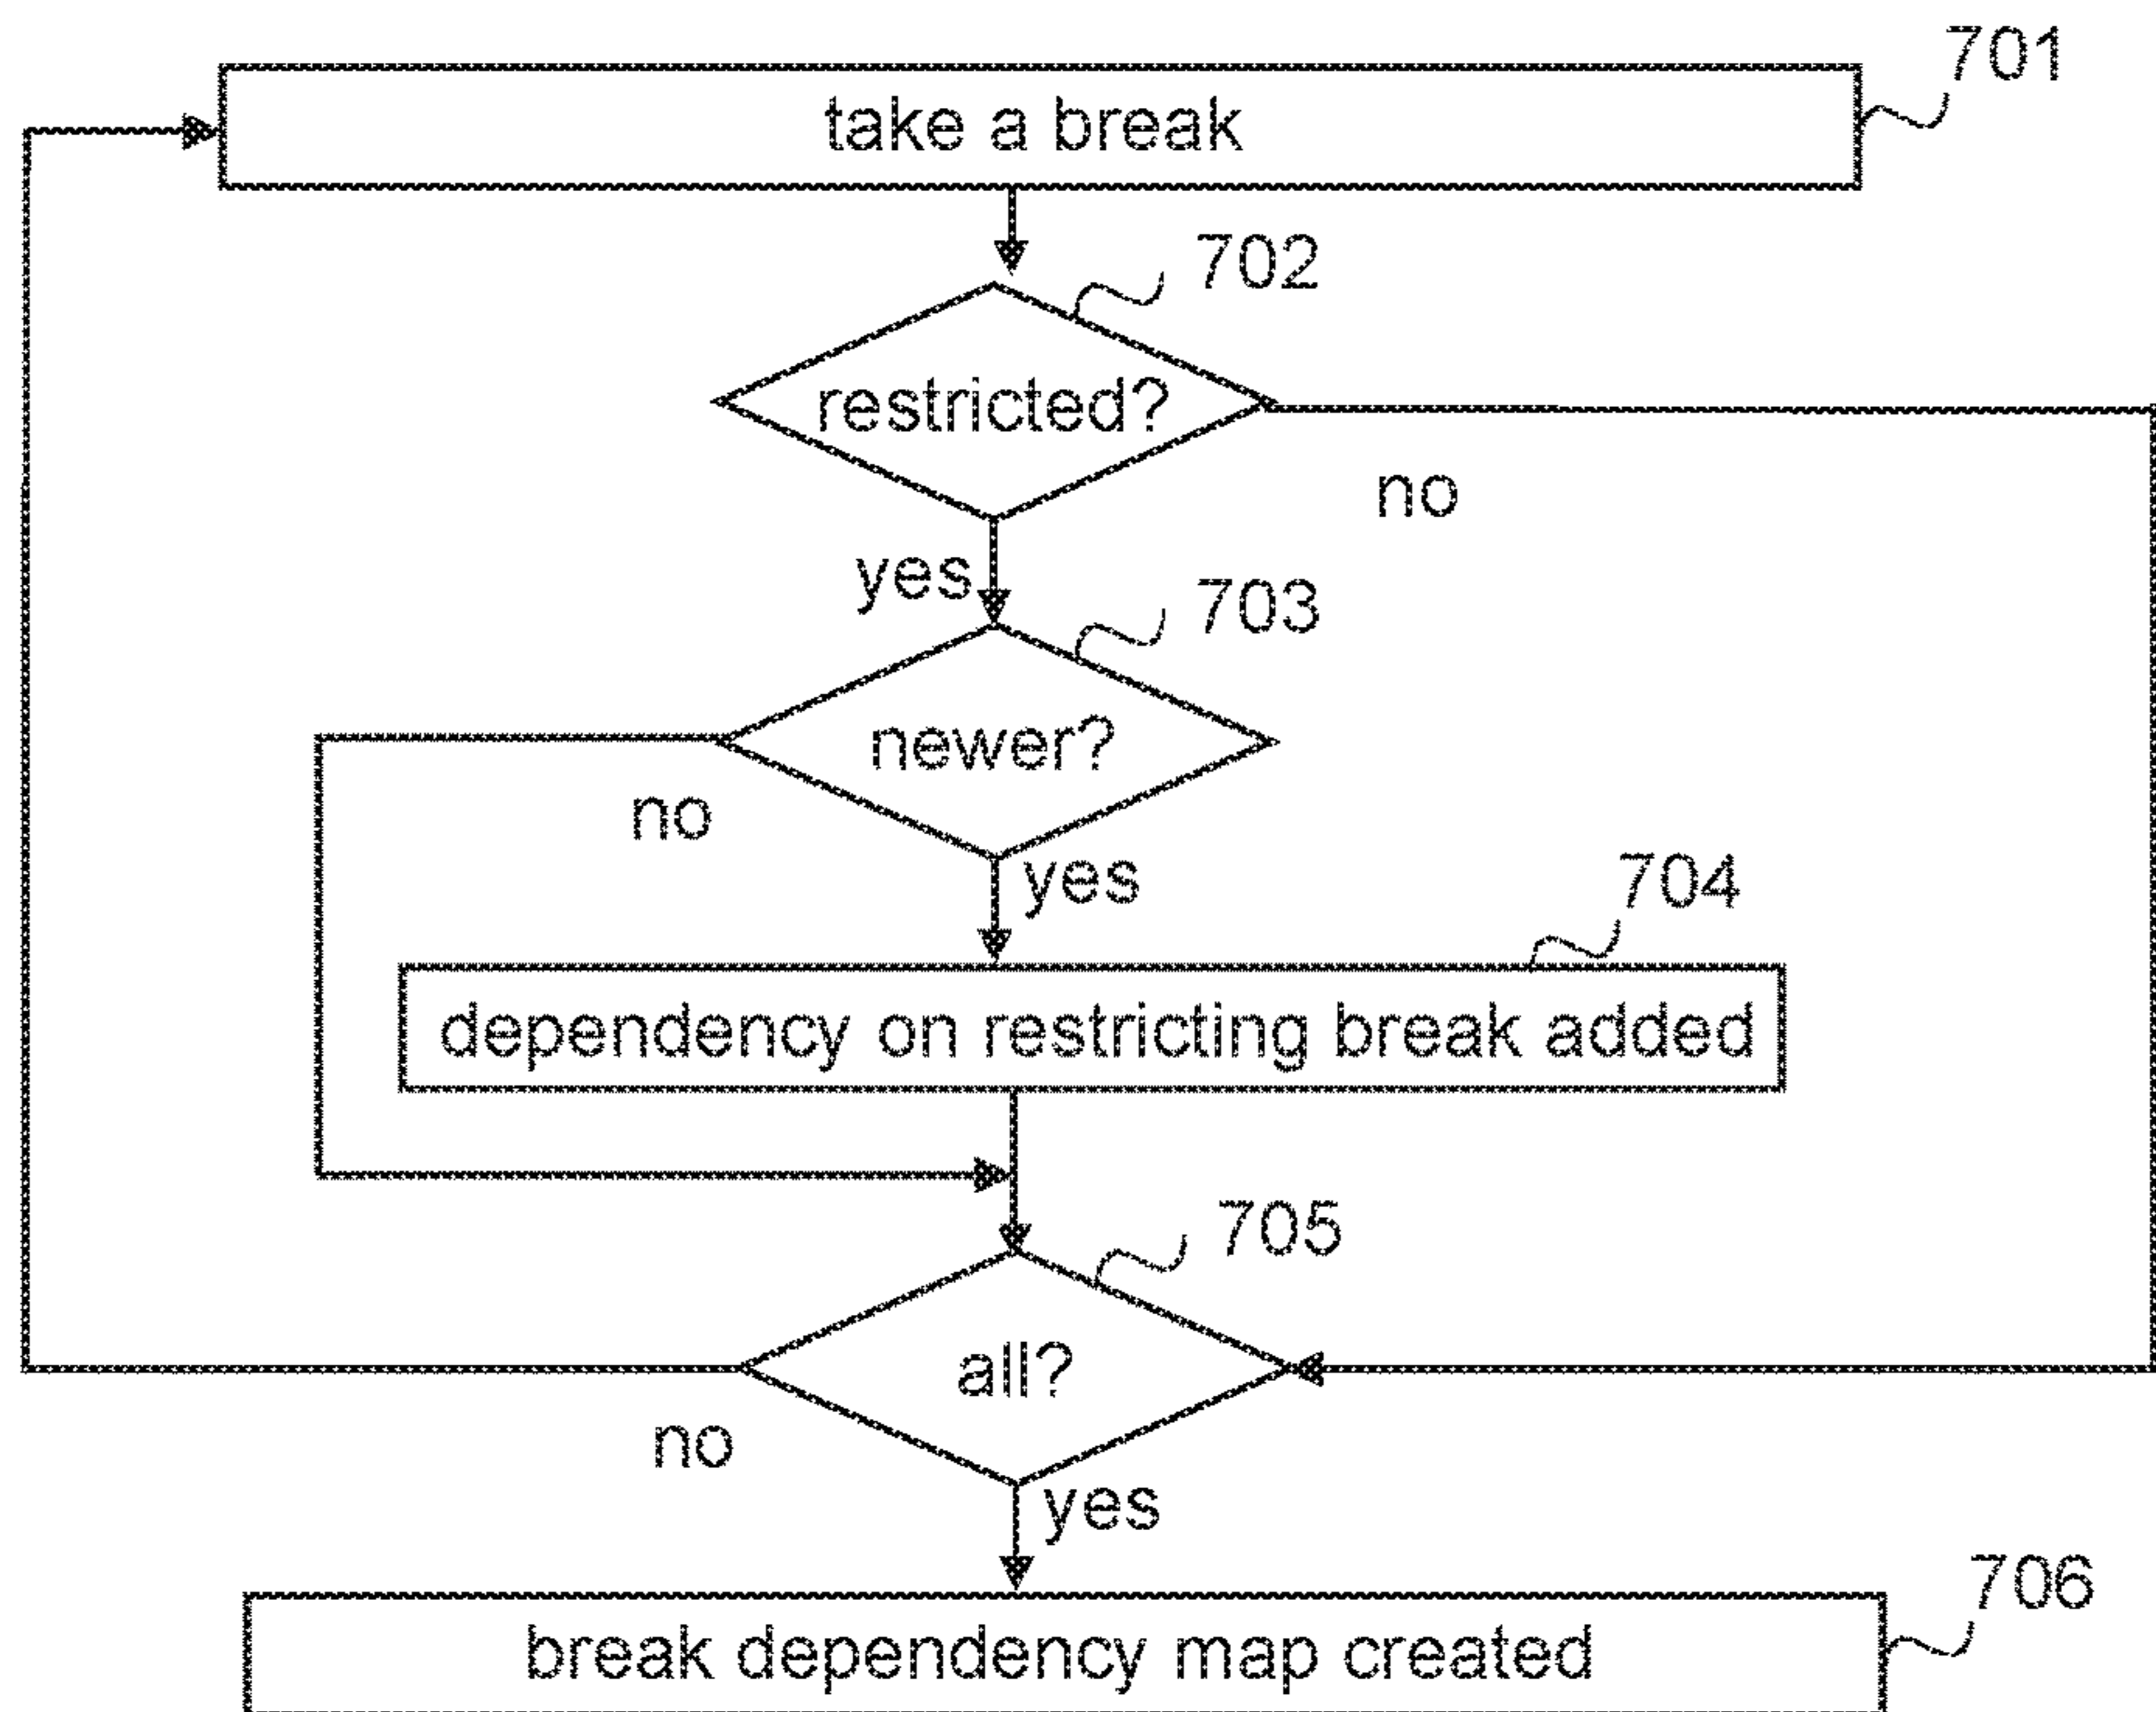 701
take a break
702
restricted?
no
yes
703
newer?
no
yes
704
dependency on restricting break added
705
all?
no
yes
706
break dependency map created